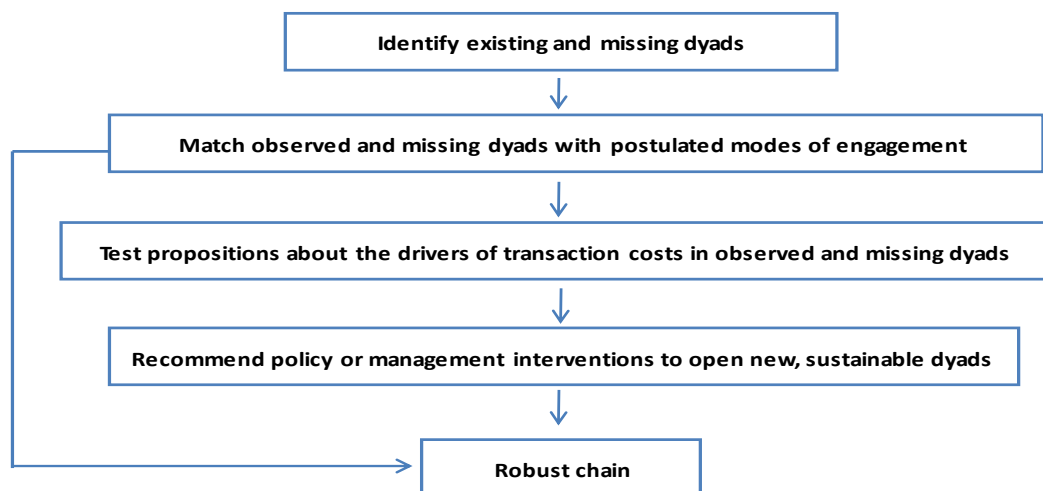 Identify existing and missing dyads
Match observed and missing dyads with postulated modes of engagement
Test propositions about the drivers of transaction costs in observed and missing dyads
Recommend policy or management interventions to open new, sustainable dyads
Robust chain